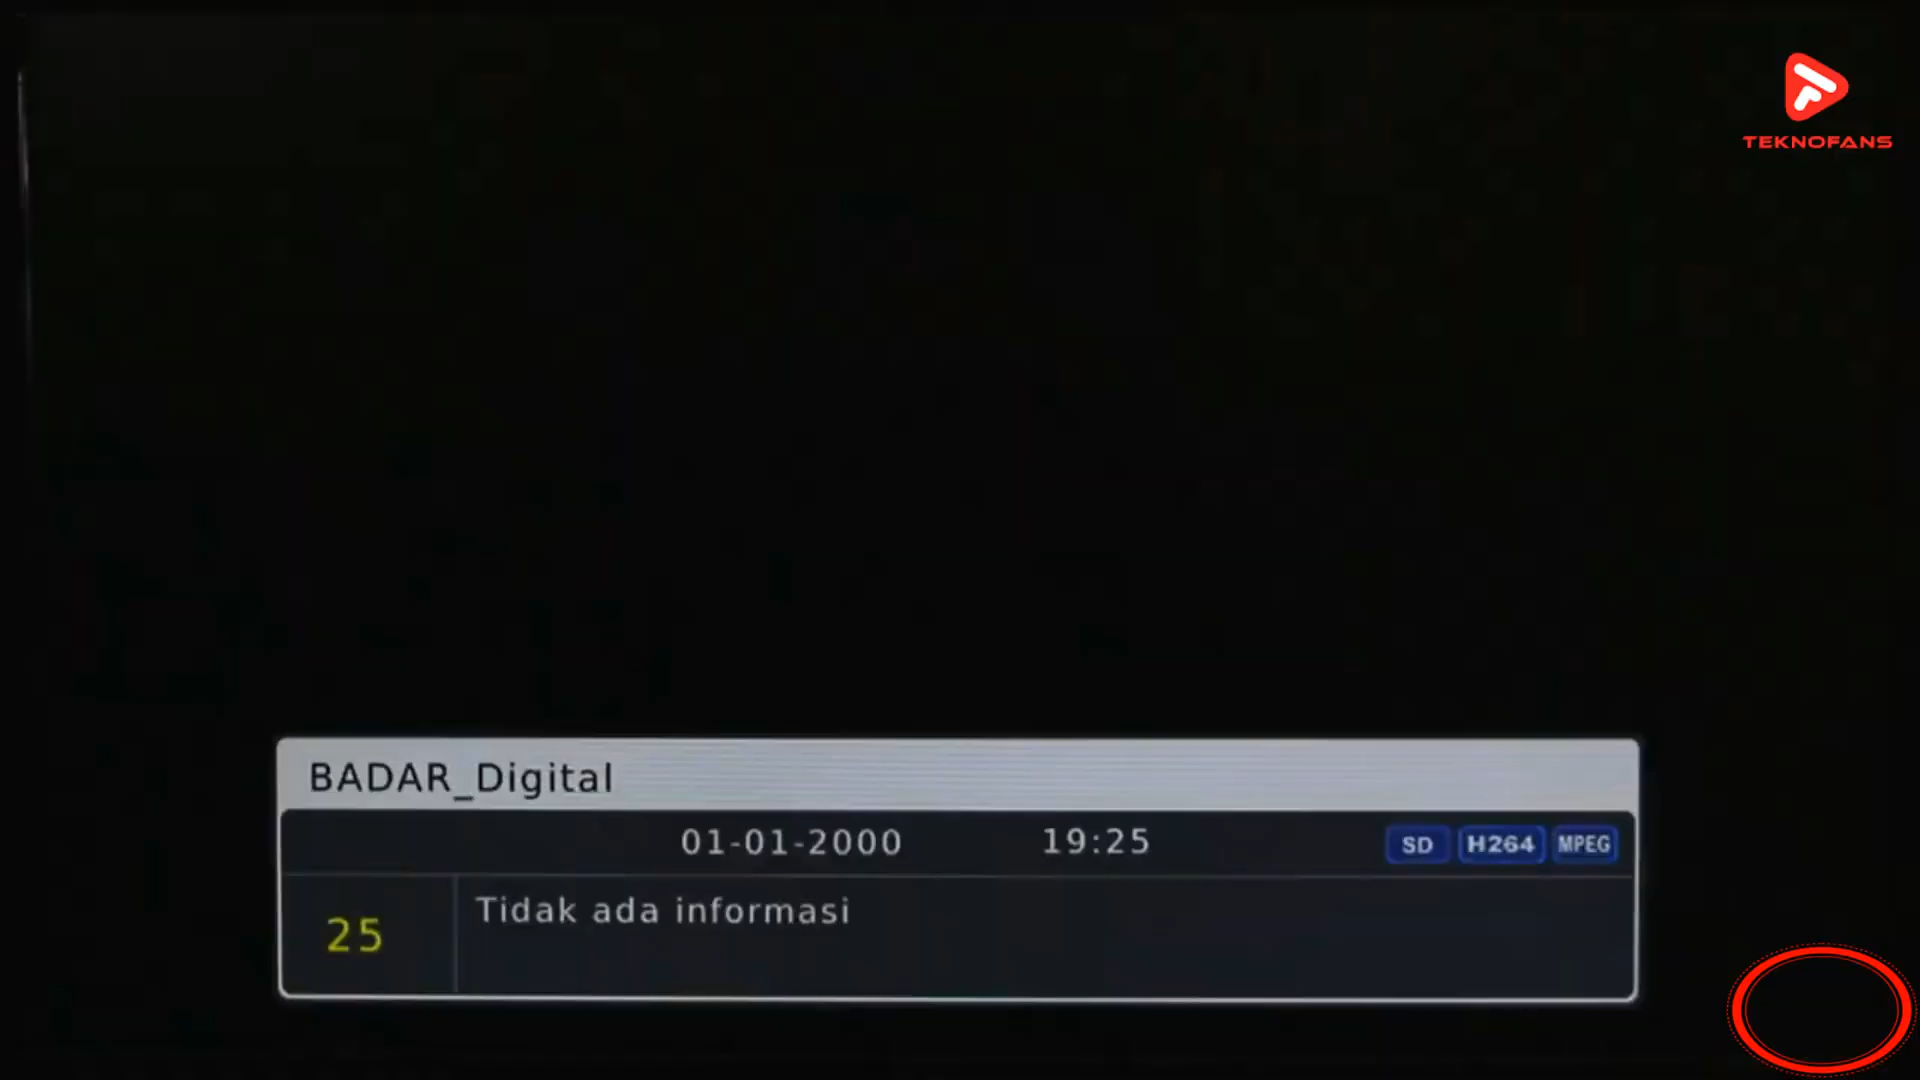 TEKNOFANS
BADAR_Digital
01-01-2000 19:25 SD H264 MPEG
25 Tidak ada informasi